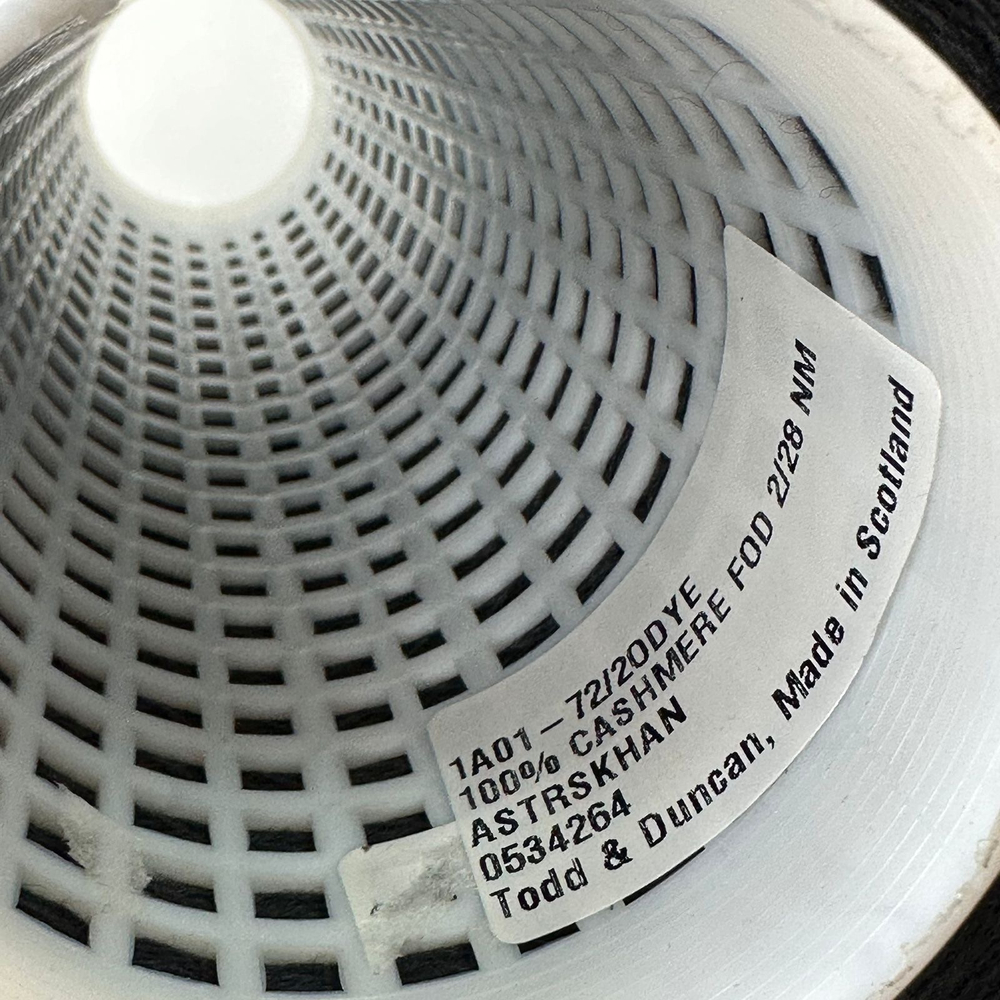 1A01-72/20DYE
100% CASHMERE FOD 2/28 NM
ASTRSKHAN
0534264
Todd & Duncan, Made in Scotland